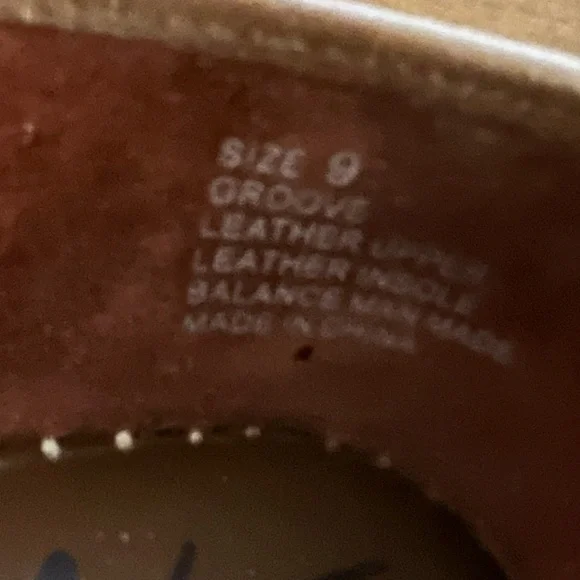 SIZE 9
GROOVE
LEATHER UPPER
LEATHER INSOLE
BALANCE MAN MADE
MADE IN CHINA